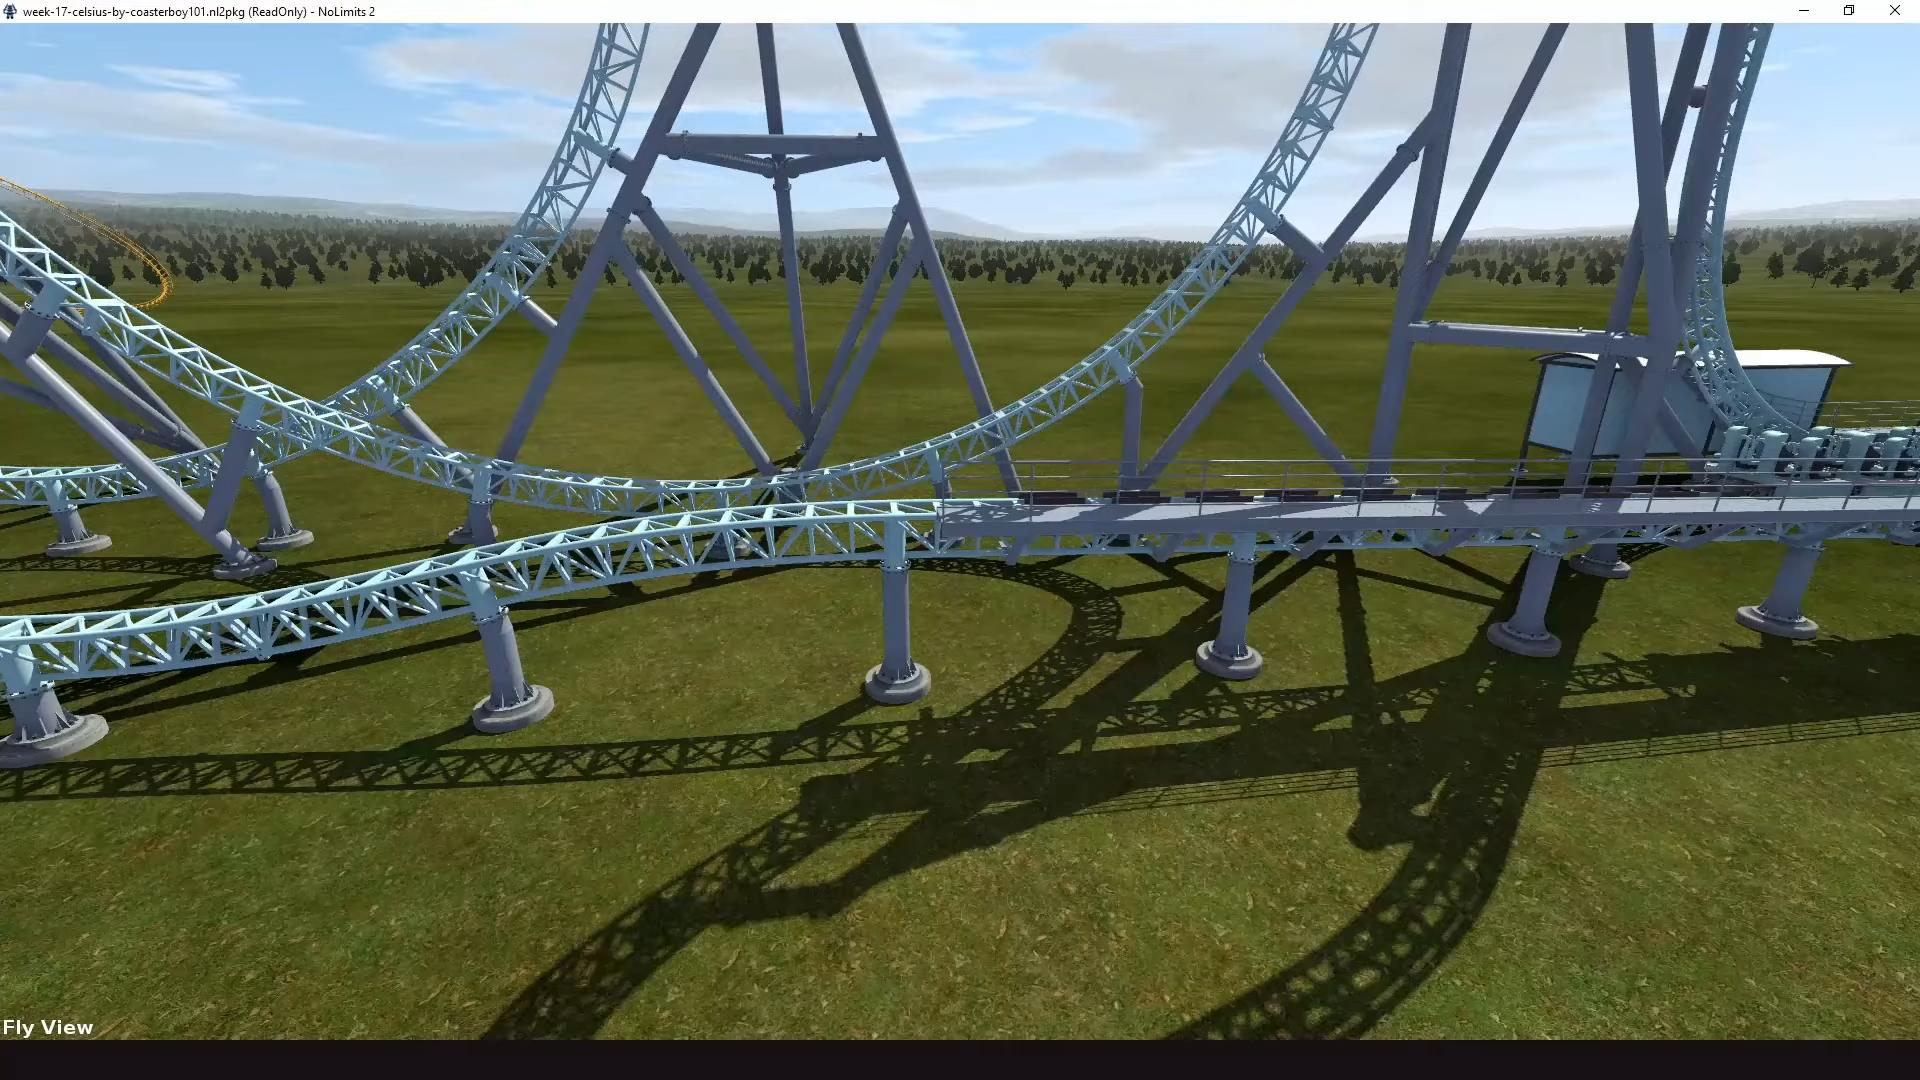 week-17-celsius-by-coasterboy101.nl2pkg (ReadOnly) - NoLimits 2
Fly View